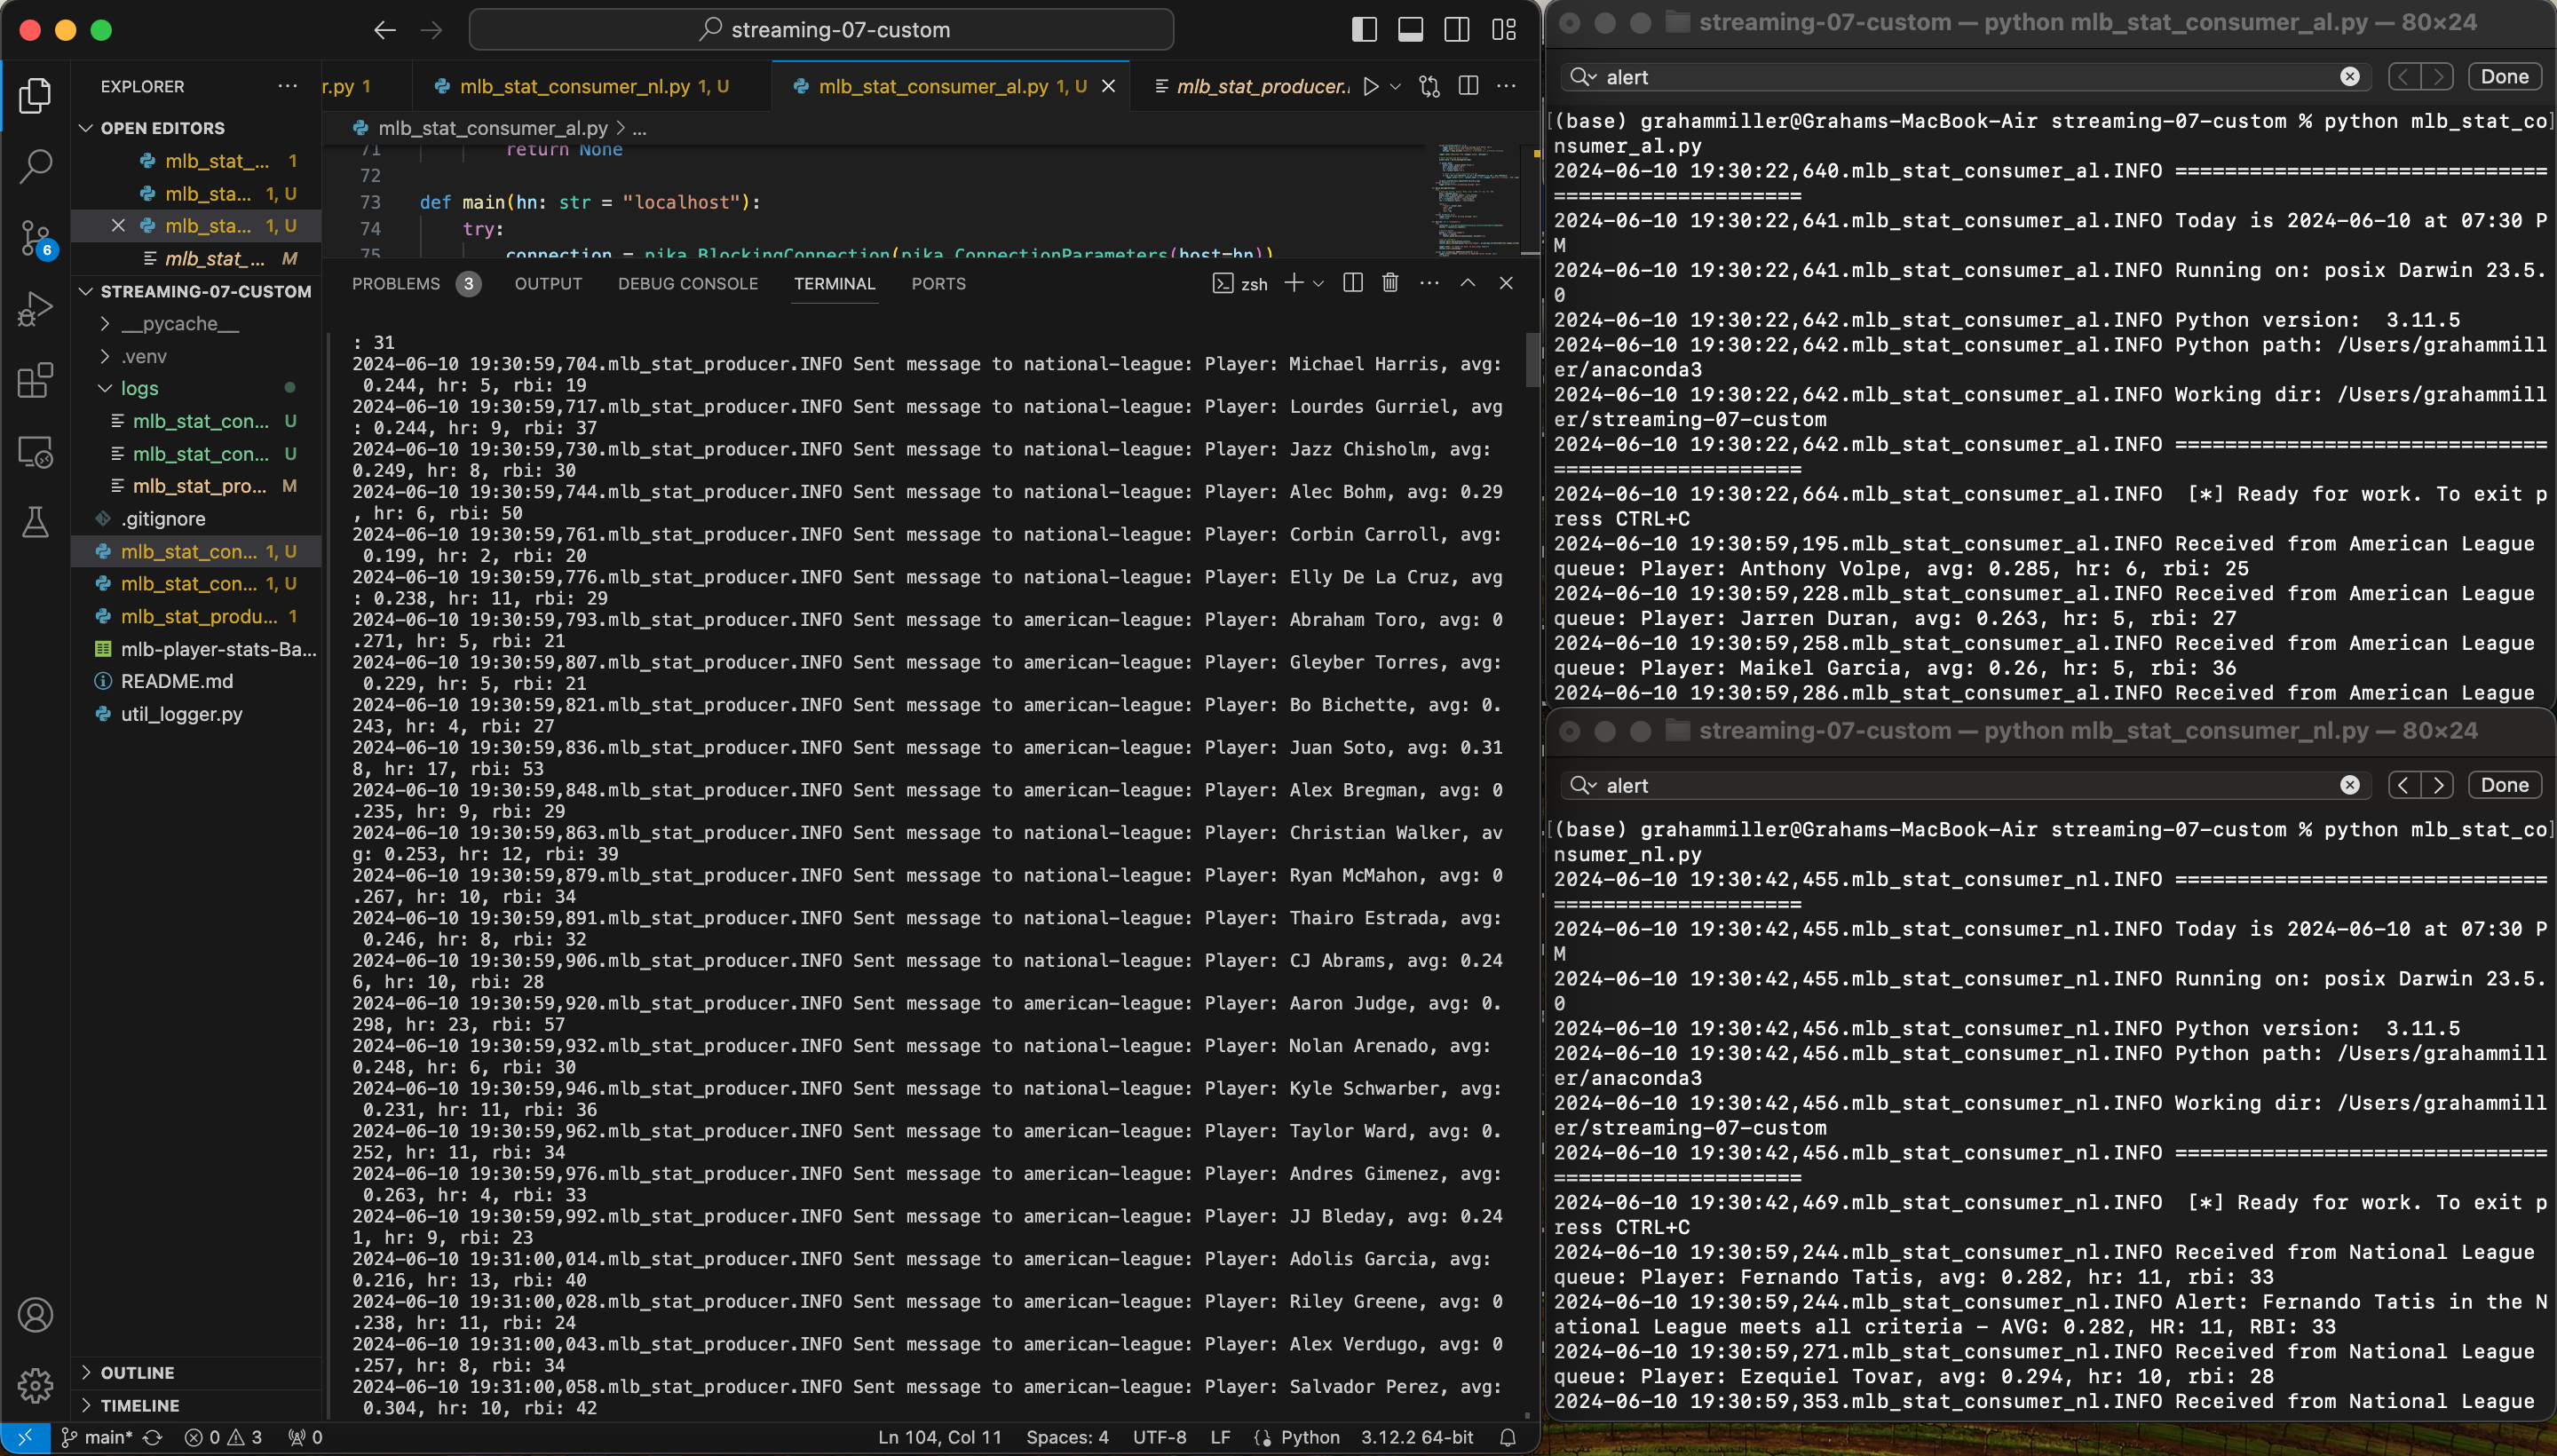 streaming-07-custom
EXPLORER
OPEN EDITORS
mlb_stat_... 1
mlb_sta... 1, U
mlb_sta... 1, U
mlb_stat_... M
STREAMING-07-CUSTOM
__pycache__
.venv
logs
mlb_stat_con... U
mlb_stat_con... U
mlb_stat_pro... M
.gitignore
mlb_stat_con... 1, U
mlb_stat_con... 1, U
mlb_stat_produ... 1
mlb-player-stats-Ba...
README.md
util_logger.py
OUTLINE
TIMELINE
6
r.py 1
mlb_stat_consumer_nl.py 1, U
mlb_stat_consumer_al.py 1, U
mlb_stat_producer.
mlb_stat_consumer_al.py > ...
71 return None
72
73 def main(hn: str = "localhost"):
74 try:
75 connection = pika.BlockingConnection(pika.ConnectionParameters(host=hn))
PROBLEMS 3 OUTPUT DEBUG CONSOLE TERMINAL PORTS
zsh
: 31
2024-06-10 19:30:59,704.mlb_stat_producer.INFO Sent message to national-league: Player: Michael Harris, avg:
0.244, hr: 5, rbi: 19
2024-06-10 19:30:59,717.mlb_stat_producer.INFO Sent message to national-league: Player: Lourdes Gurriel, avg
: 0.244, hr: 9, rbi: 37
2024-06-10 19:30:59,730.mlb_stat_producer.INFO Sent message to national-league: Player: Jazz Chisholm, avg:
0.249, hr: 8, rbi: 30
2024-06-10 19:30:59,744.mlb_stat_producer.INFO Sent message to national-league: Player: Alec Bohm, avg: 0.29
, hr: 6, rbi: 50
2024-06-10 19:30:59,761.mlb_stat_producer.INFO Sent message to national-league: Player: Corbin Carroll, avg:
0.199, hr: 2, rbi: 20
2024-06-10 19:30:59,776.mlb_stat_producer.INFO Sent message to national-league: Player: Elly De La Cruz, avg
: 0.238, hr: 11, rbi: 29
2024-06-10 19:30:59,793.mlb_stat_producer.INFO Sent message to american-league: Player: Abraham Toro, avg: 0
.271, hr: 5, rbi: 21
2024-06-10 19:30:59,807.mlb_stat_producer.INFO Sent message to american-league: Player: Gleyber Torres, avg:
0.229, hr: 5, rbi: 21
2024-06-10 19:30:59,821.mlb_stat_producer.INFO Sent message to american-league: Player: Bo Bichette, avg: 0.
243, hr: 4, rbi: 27
2024-06-10 19:30:59,836.mlb_stat_producer.INFO Sent message to american-league: Player: Juan Soto, avg: 0.31
8, hr: 17, rbi: 53
2024-06-10 19:30:59,848.mlb_stat_producer.INFO Sent message to american-league: Player: Alex Bregman, avg: 0
.235, hr: 9, rbi: 29
2024-06-10 19:30:59,863.mlb_stat_producer.INFO Sent message to national-league: Player: Christian Walker, av
g: 0.253, hr: 12, rbi: 39
2024-06-10 19:30:59,879.mlb_stat_producer.INFO Sent message to national-league: Player: Ryan McMahon, avg: 0
.267, hr: 10, rbi: 34
2024-06-10 19:30:59,891.mlb_stat_producer.INFO Sent message to national-league: Player: Thairo Estrada, avg:
0.246, hr: 8, rbi: 32
2024-06-10 19:30:59,906.mlb_stat_producer.INFO Sent message to national-league: Player: CJ Abrams, avg: 0.24
6, hr: 10, rbi: 28
2024-06-10 19:30:59,920.mlb_stat_producer.INFO Sent message to american-league: Player: Aaron Judge, avg: 0.
298, hr: 23, rbi: 57
2024-06-10 19:30:59,932.mlb_stat_producer.INFO Sent message to national-league: Player: Nolan Arenado, avg:
0.248, hr: 6, rbi: 30
2024-06-10 19:30:59,946.mlb_stat_producer.INFO Sent message to national-league: Player: Kyle Schwarber, avg:
0.231, hr: 11, rbi: 36
2024-06-10 19:30:59,962.mlb_stat_producer.INFO Sent message to american-league: Player: Taylor Ward, avg: 0.
252, hr: 11, rbi: 34
2024-06-10 19:30:59,976.mlb_stat_producer.INFO Sent message to american-league: Player: Andres Gimenez, avg:
0.263, hr: 4, rbi: 33
2024-06-10 19:30:59,992.mlb_stat_producer.INFO Sent message to american-league: Player: JJ Bleday, avg: 0.24
1, hr: 9, rbi: 23
2024-06-10 19:31:00,014.mlb_stat_producer.INFO Sent message to american-league: Player: Adolis Garcia, avg:
0.216, hr: 13, rbi: 40
2024-06-10 19:31:00,028.mlb_stat_producer.INFO Sent message to american-league: Player: Riley Greene, avg: 0
.238, hr: 11, rbi: 24
2024-06-10 19:31:00,043.mlb_stat_producer.INFO Sent message to american-league: Player: Alex Verdugo, avg: 0
.257, hr: 8, rbi: 34
2024-06-10 19:31:00,058.mlb_stat_producer.INFO Sent message to american-league: Player: Salvador Perez, avg:
0.304, hr: 10, rbi: 42
main* 0 3 0
Ln 104, Col 11 Spaces: 4 UTF-8 LF Python 3.12.2 64-bit
streaming-07-custom — python mlb_stat_consumer_al.py — 80×24
alert Done
[(base) grahammiller@Grahams-MacBook-Air streaming-07-custom % python mlb_stat_co]
nsumer_al.py
2024-06-10 19:30:22,640.mlb_stat_consumer_al.INFO ==============================
====================
2024-06-10 19:30:22,641.mlb_stat_consumer_al.INFO Today is 2024-06-10 at 07:30 P
M
2024-06-10 19:30:22,641.mlb_stat_consumer_al.INFO Running on: posix Darwin 23.5.
0
2024-06-10 19:30:22,642.mlb_stat_consumer_al.INFO Python version:  3.11.5
2024-06-10 19:30:22,642.mlb_stat_consumer_al.INFO Python path: /Users/grahammill
er/anaconda3
2024-06-10 19:30:22,642.mlb_stat_consumer_al.INFO Working dir: /Users/grahammill
er/streaming-07-custom
2024-06-10 19:30:22,642.mlb_stat_consumer_al.INFO ==============================
====================
2024-06-10 19:30:22,664.mlb_stat_consumer_al.INFO  [*] Ready for work. To exit p
ress CTRL+C
2024-06-10 19:30:59,195.mlb_stat_consumer_al.INFO Received from American League
queue: Player: Anthony Volpe, avg: 0.285, hr: 6, rbi: 25
2024-06-10 19:30:59,228.mlb_stat_consumer_al.INFO Received from American League
queue: Player: Jarren Duran, avg: 0.263, hr: 5, rbi: 27
2024-06-10 19:30:59,258.mlb_stat_consumer_al.INFO Received from American League
queue: Player: Maikel Garcia, avg: 0.26, hr: 5, rbi: 36
2024-06-10 19:30:59,286.mlb_stat_consumer_al.INFO Received from American League
streaming-07-custom — python mlb_stat_consumer_nl.py — 80×24
alert Done
[(base) grahammiller@Grahams-MacBook-Air streaming-07-custom % python mlb_stat_co]
nsumer_nl.py
2024-06-10 19:30:42,455.mlb_stat_consumer_nl.INFO ==============================
====================
2024-06-10 19:30:42,455.mlb_stat_consumer_nl.INFO Today is 2024-06-10 at 07:30 P
M
2024-06-10 19:30:42,455.mlb_stat_consumer_nl.INFO Running on: posix Darwin 23.5.
0
2024-06-10 19:30:42,456.mlb_stat_consumer_nl.INFO Python version:  3.11.5
2024-06-10 19:30:42,456.mlb_stat_consumer_nl.INFO Python path: /Users/grahammill
er/anaconda3
2024-06-10 19:30:42,456.mlb_stat_consumer_nl.INFO Working dir: /Users/grahammill
er/streaming-07-custom
2024-06-10 19:30:42,456.mlb_stat_consumer_nl.INFO ==============================
====================
2024-06-10 19:30:42,469.mlb_stat_consumer_nl.INFO  [*] Ready for work. To exit p
ress CTRL+C
2024-06-10 19:30:59,244.mlb_stat_consumer_nl.INFO Received from National League
queue: Player: Fernando Tatis, avg: 0.282, hr: 11, rbi: 33
2024-06-10 19:30:59,244.mlb_stat_consumer_nl.INFO Alert: Fernando Tatis in the N
ational League meets all criteria - AVG: 0.282, HR: 11, RBI: 33
2024-06-10 19:30:59,271.mlb_stat_consumer_nl.INFO Received from National League
queue: Player: Ezequiel Tovar, avg: 0.294, hr: 10, rbi: 28
2024-06-10 19:30:59,353.mlb_stat_consumer_nl.INFO Received from National League